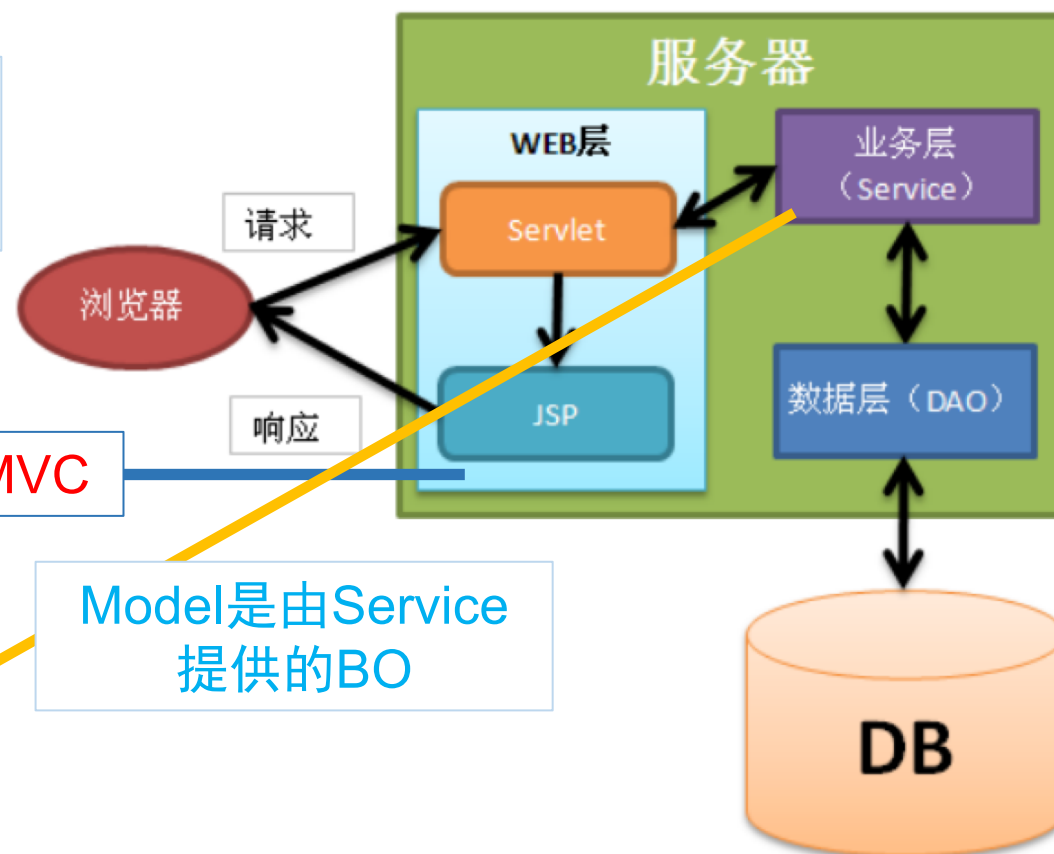 服务器
WEB层
业务层
（Service）
请求
Servlet
浏览器
数据层（DAO）
JSP
响应
MVC
Model是由Service
提供的BO
DB